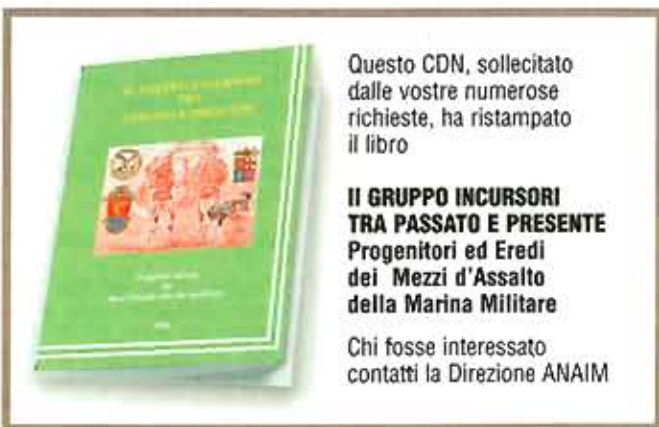 Questo CDN, sollecitato
dalle vostre numerose
richieste, ha ristampato
il libro
Il GRUPPO INCURSORI
TRA PASSATO E PRESENTE
Progenitori ed Eredi
dei Mezzi d'Assalto
della Marina Militare
Chi fosse interessato
contatti la Direzione ANAIM